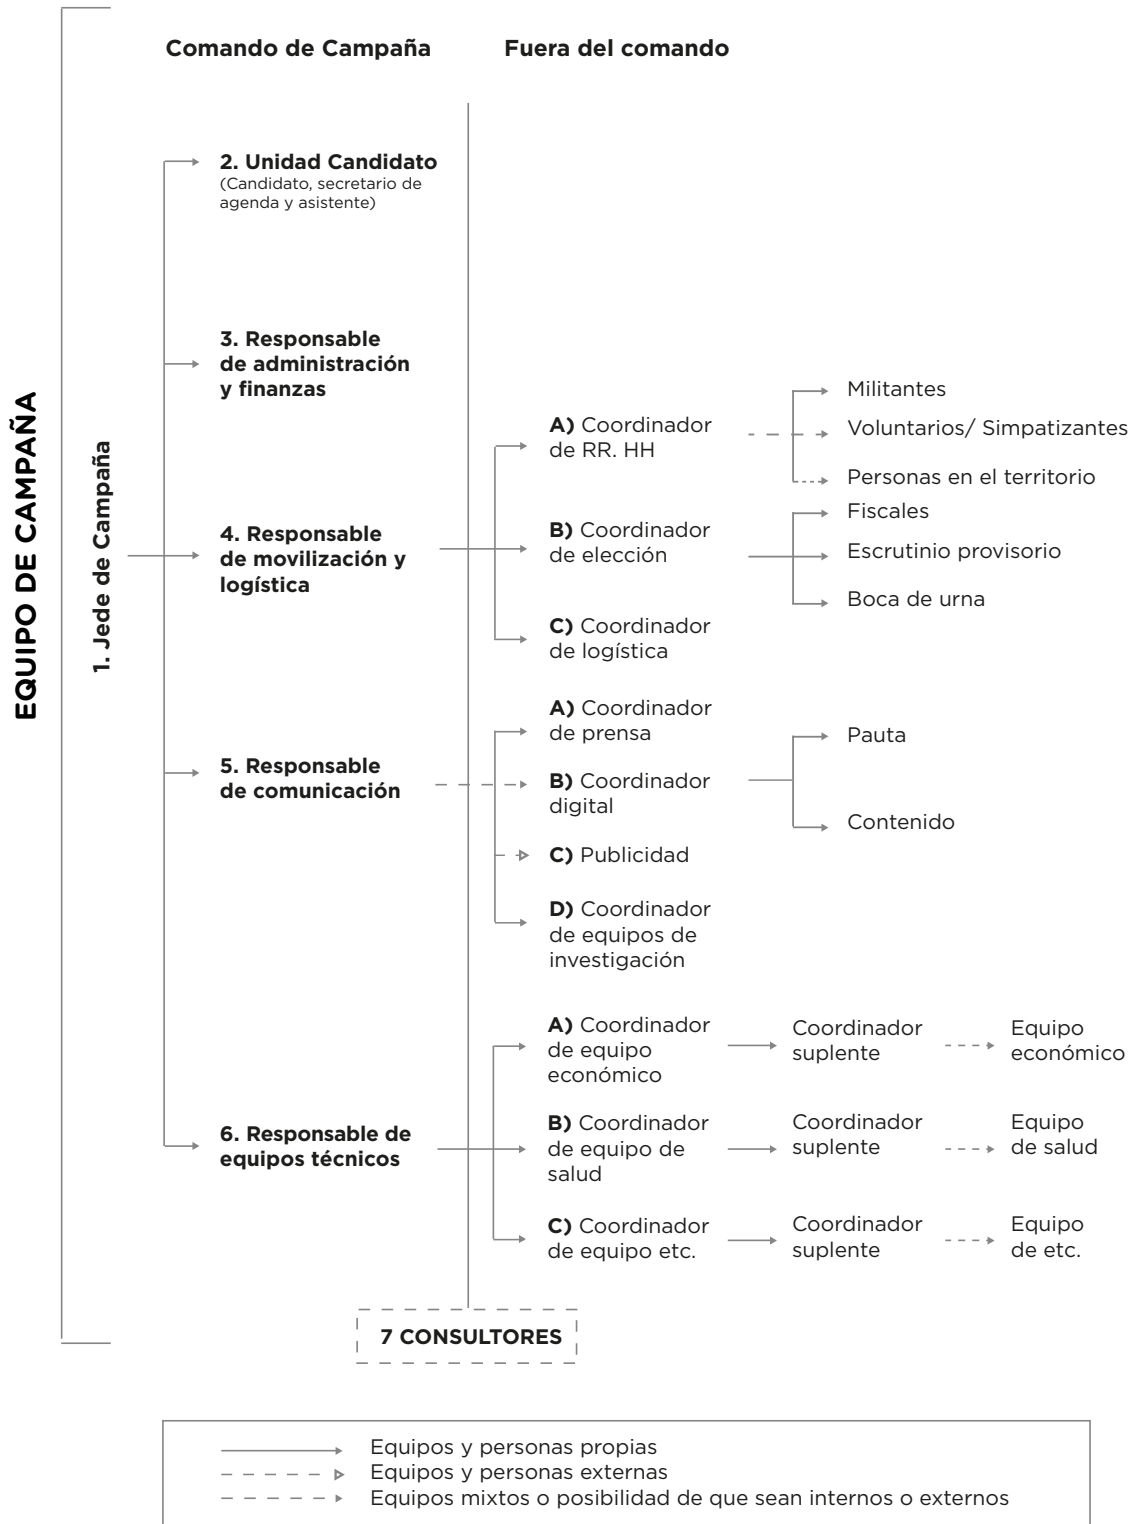 EQUIPO DE CAMPAÑA
1. Jede de Campaña
Comando de Campaña
Fuera del comando
2. Unidad Candidato
(Candidato, secretario de
agenda y asistente)
3. Responsable
de administración
y finanzas
4. Responsable
de movilización y
logística
A) Coordinador
de RR. HH
Militantes
Voluntarios/ Simpatizantes
Personas en el territorio
B) Coordinador
de elección
Fiscales
Escrutinio provisorio
Boca de urna
C) Coordinador
de logística
5. Responsable
de comunicación
A) Coordinador
de prensa
B) Coordinador
digital
Pauta
Contenido
C) Publicidad
D) Coordinador
de equipos de
investigación
6. Responsable de
equipos técnicos
A) Coordinador
de equipo
económico
Coordinador
suplente
Equipo
económico
B) Coordinador
de equipo de
salud
Coordinador
suplente
Equipo
de salud
C) Coordinador
de equipo etc.
Coordinador
suplente
Equipo
de etc.
7 CONSULTORES
Equipos y personas propias
Equipos y personas externas
Equipos mixtos o posibilidad de que sean internos o externos